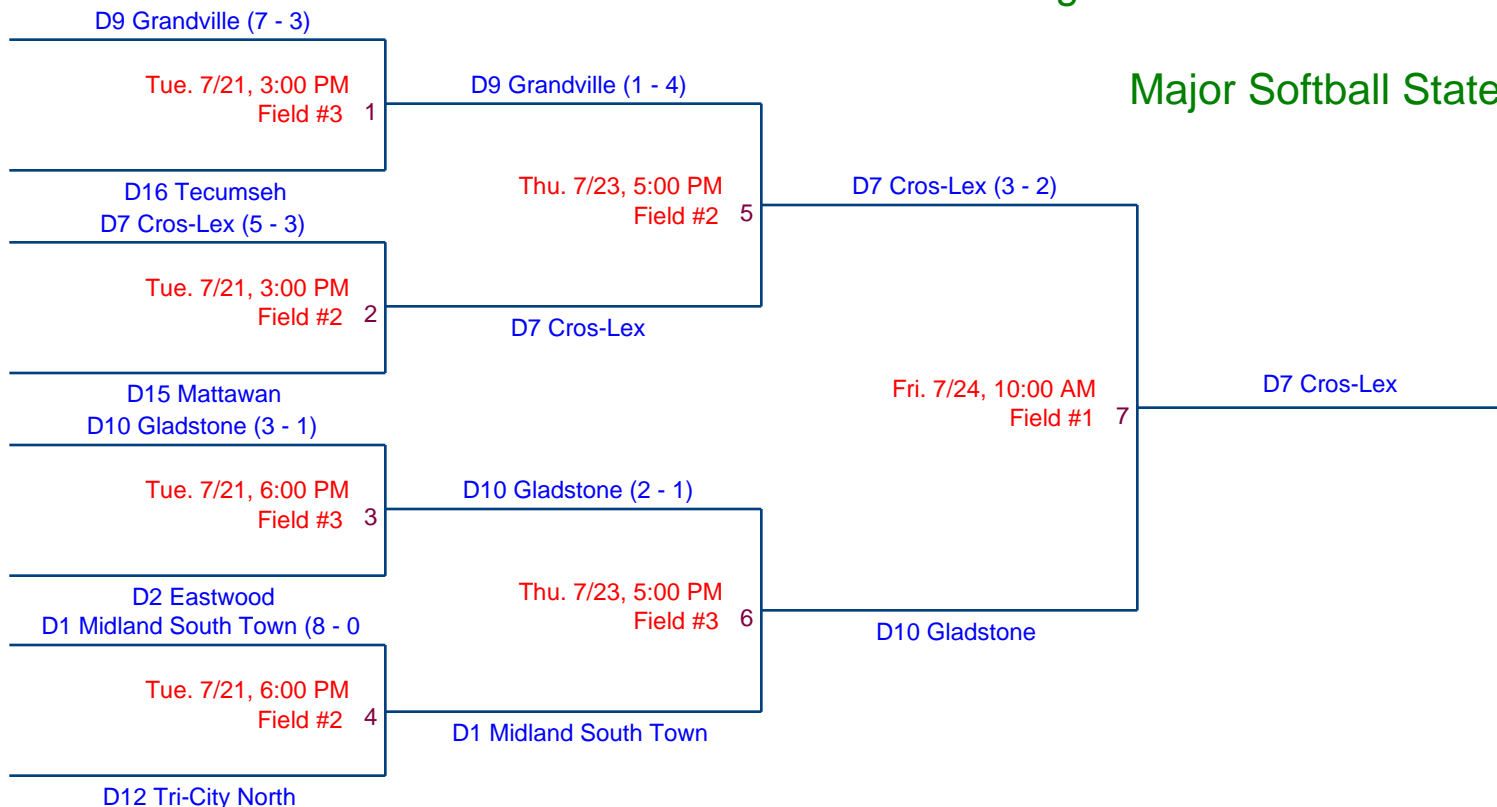 D9 Grandville (7 - 3)
Major Softball State
Tue. 7/21, 3:00 PM
Field #3 1
D9 Grandville (1 - 4)
D16 Tecumseh
D7 Cros-Lex (5 - 3)
Thu. 7/23, 5:00 PM
Field #2 5
D7 Cros-Lex (3 - 2)
Tue. 7/21, 3:00 PM
Field #2 2
D7 Cros-Lex
D15 Mattawan
D10 Gladstone (3 - 1)
Fri. 7/24, 10:00 AM
Field #1 7
D7 Cros-Lex
Tue. 7/21, 6:00 PM
Field #3 3
D10 Gladstone (2 - 1)
D2 Eastwood
D1 Midland South Town (8 - 0
Thu. 7/23, 5:00 PM
Field #3 6
D10 Gladstone
Tue. 7/21, 6:00 PM
Field #2 4
D1 Midland South Town
D12 Tri-City North